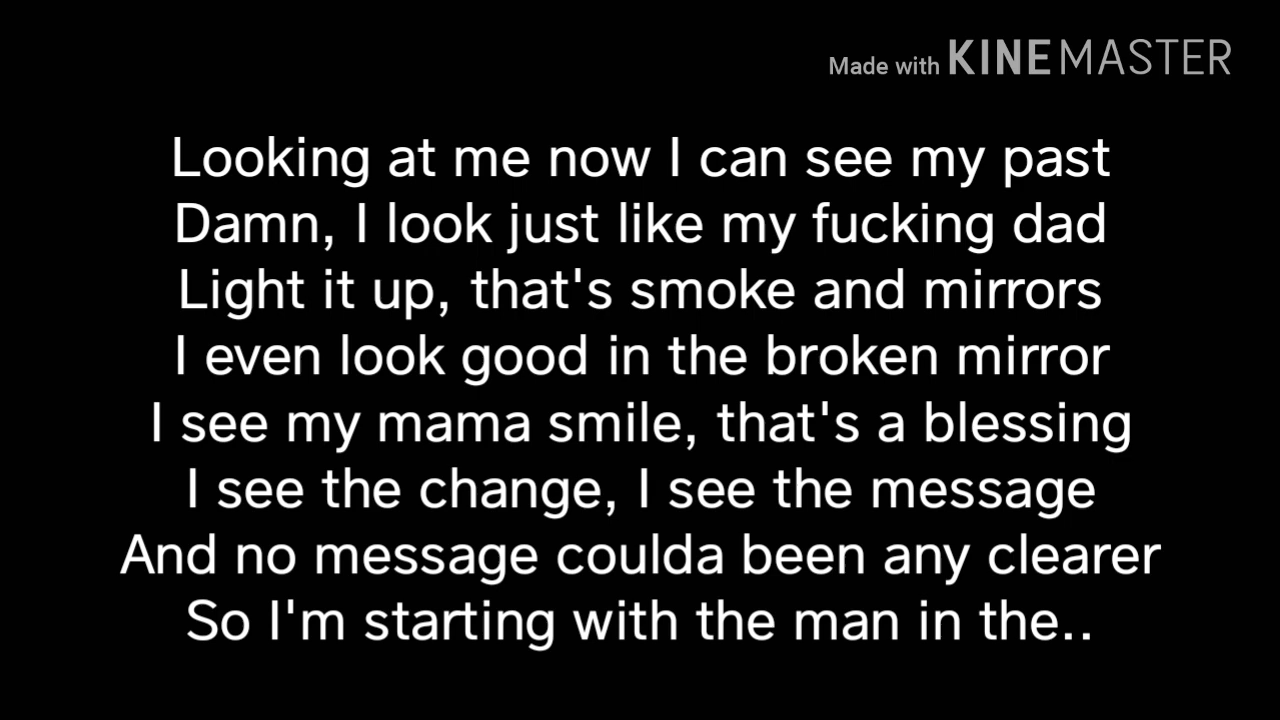 Made with KINEMASTER
Looking at me now I can see my past
Damn, I look just like my fucking dad
Light it up, that's smoke and mirrors
I even look good in the broken mirror
I see my mama smile, that's a blessing
I see the change, I see the message
And no message coulda been any clearer
So I'm starting with the man in the..